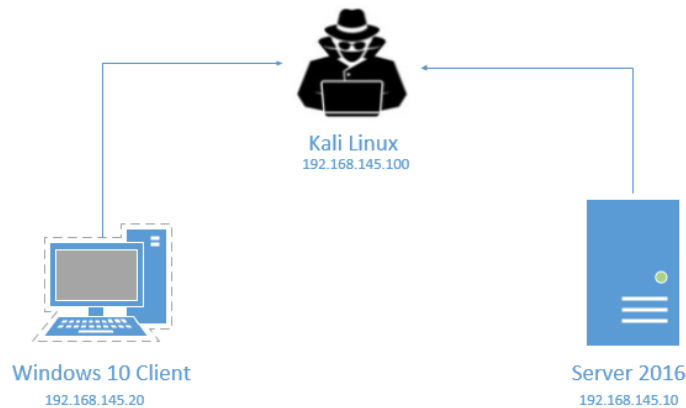 Kali Linux
192.168.145.100
Windows 10 Client
192.168.145.20
Server 2016
192.168.145.10